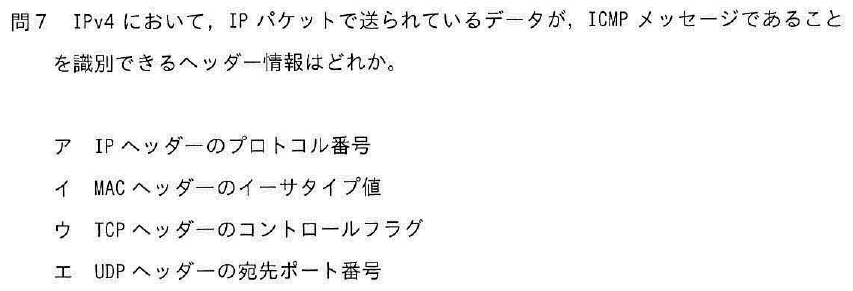 問7 IPv4 において，IP パケットで送られているデータが，ICMP メッセージであること
を識別できるヘッダー情報はどれか。
ア IP ヘッダーのプロトコル番号
イ MAC ヘッダーのイーサタイプ値
ウ TCP ヘッダーのコントロールフラグ
エ UDP ヘッダーの宛先ポート番号